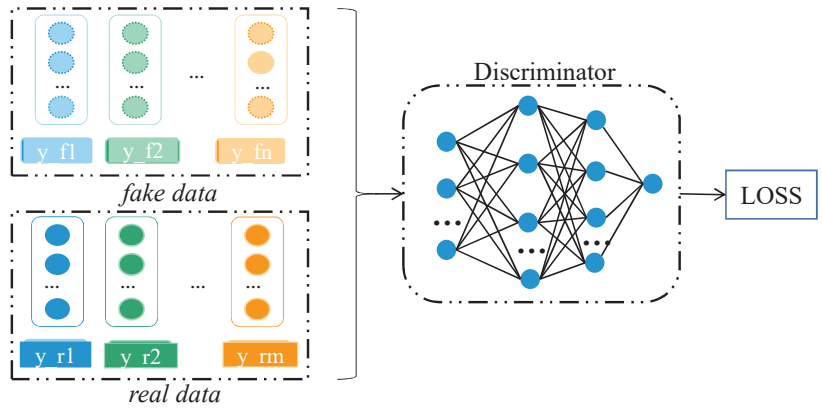 ...
...
...
...
y_f1
y_f2
y_fn
fake data
...
...
...
...
y_r1
y_r2
y_rm
real data
Discriminator
...
...
...
LOSS